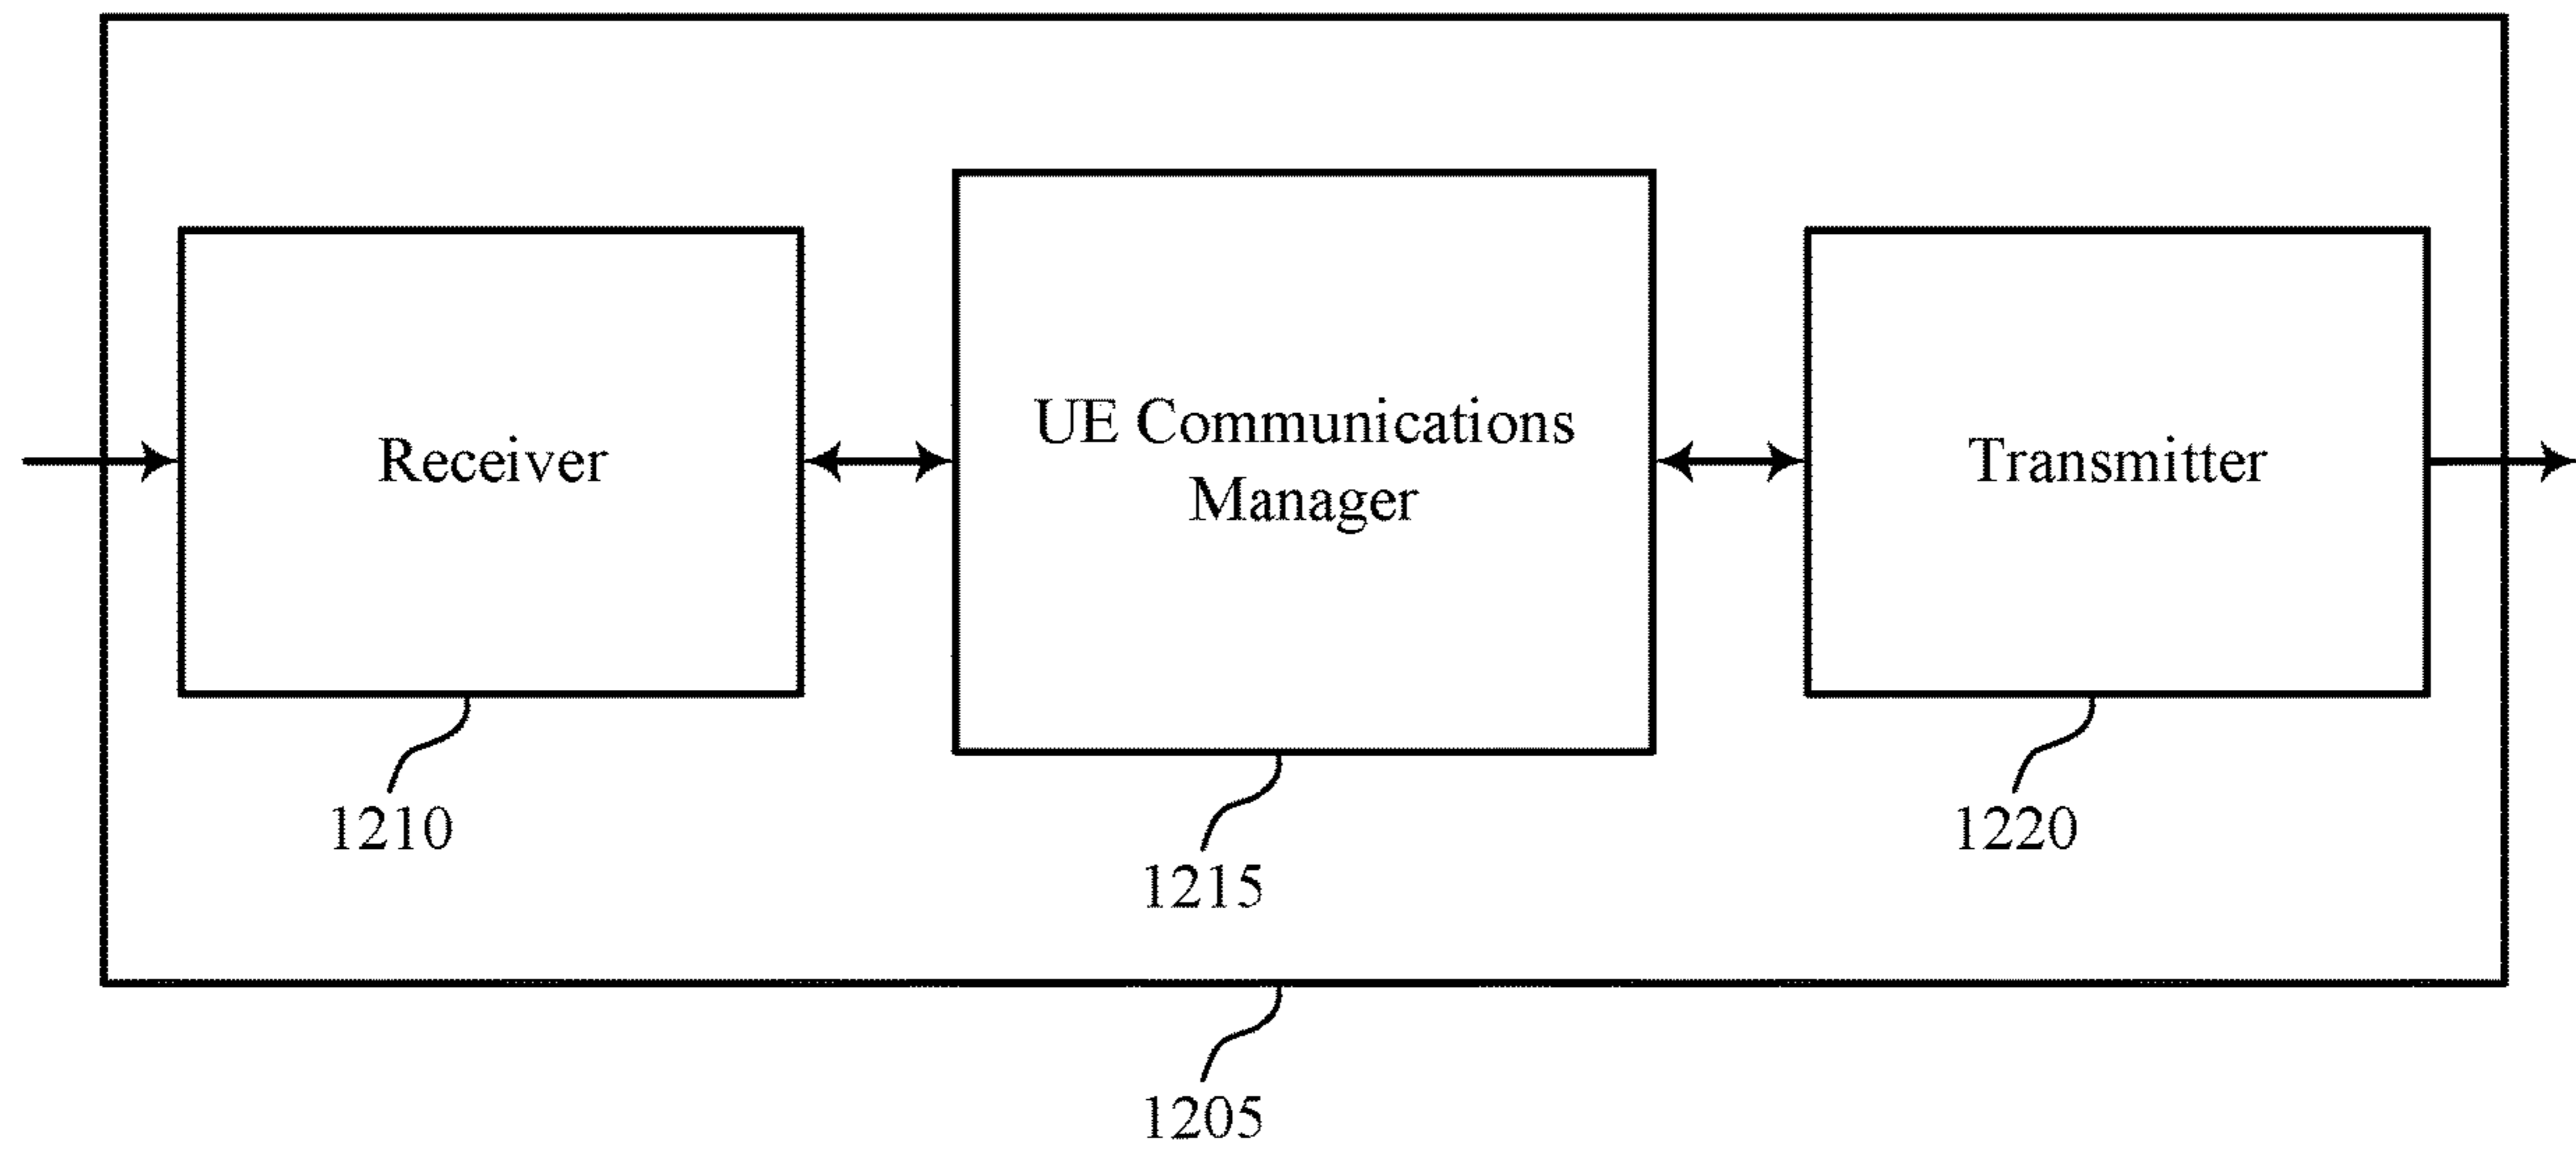 Receiver
UE Communications
Manager
Transmitter
1210
1215
1220
1205